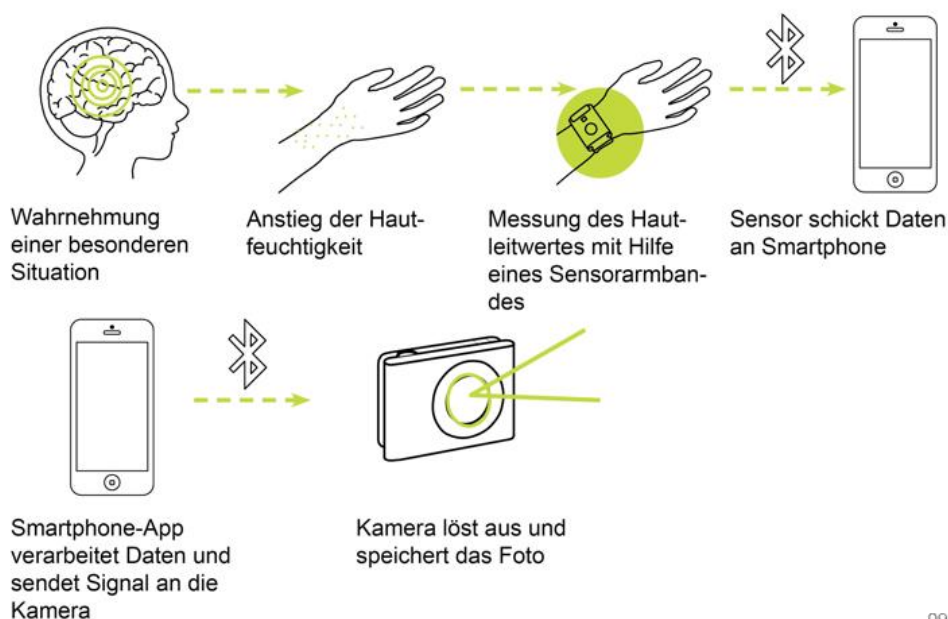 Wahrnehmung
einer besonderen
Situation
Anstieg der Haut-
feuchtigkeit
Messung des Haut-
leitwertes mit Hilfe
eines Sensorarmban-
des
Sensor schickt Daten
an Smartphone
Smartphone-App
verarbeitet Daten und
sendet Signal an die
Kamera
Kamera löst aus und
speichert das Foto